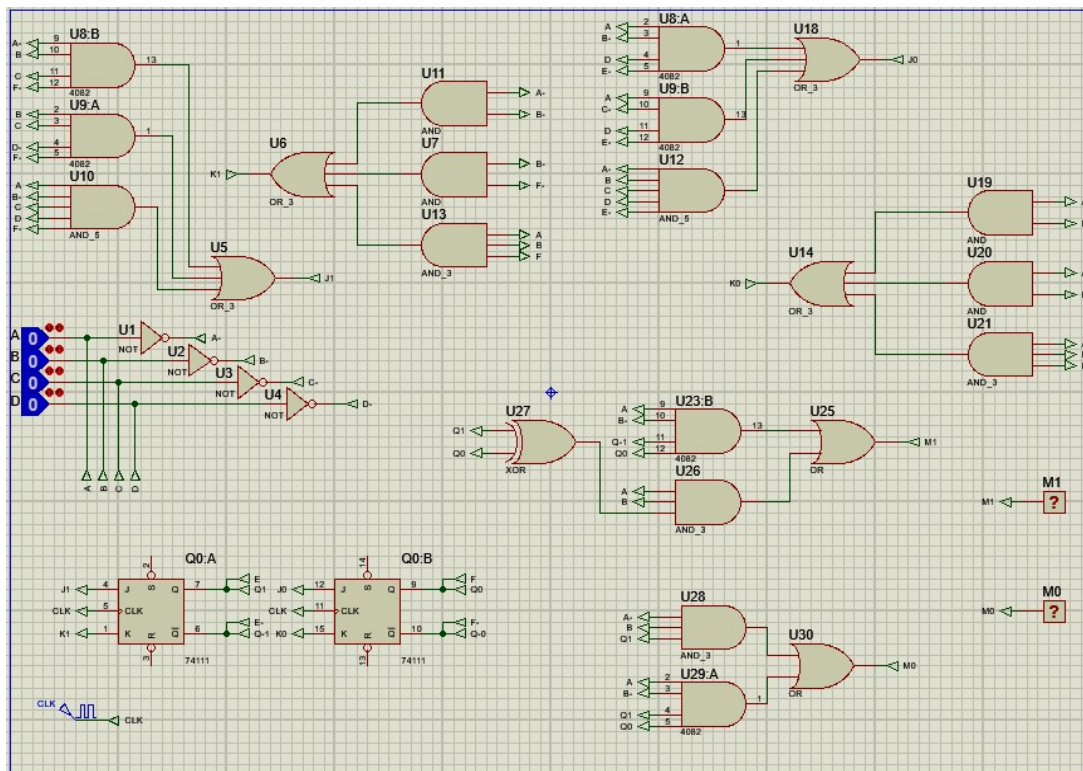 U8:B
A-
9
B
10
C
11
F-
12
13
4082
U9:A
B
2
C
3
D-
4
F-
5
1
4082
U10
A
B-
C
D
F-
AND_5
U5
J1
OR_3
U6
K1
OR_3
U11
A-
B-
AND
U7
B-
F-
AND
U13
A
B
F
AND_3
U8:A
A
2
B-
3
D
4
E-
5
1
4082
U18
J0
OR_3
U9:B
A
9
C-
10
D
11
E-
12
13
4082
U12
A-
B
C
D
E-
AND_5
U19
AND
U14
K0
OR_3
U20
AND
U21
AND_3
A
0
U1
NOT
A-
B
0
U2
NOT
B-
C
0
U3
NOT
C-
D
0
U4
NOT
D-
A
B
C
D
U27
Q1
Q0
XOR
U23:B
A
9
B-
10
Q-1
11
Q0
12
13
4082
U25
M1
OR
U26
A
B
AND_3
M1
M1
?
Q0:A
2
J1
4
J
S
Q
7
E
Q1
CLK
5
CLK
K1
1
K
R
Q
6
E-
Q-1
3
74111
Q0:B
14
J0
12
J
S
Q
9
F
Q0
CLK
11
CLK
K0
15
K
R
Q
10
F-
Q-0
13
74111
M0
M0
?
U28
A-
B
Q1
AND_3
U30
M0
OR
U29:A
A
2
B-
3
Q1
4
Q0
5
1
4082
CLK
CLK